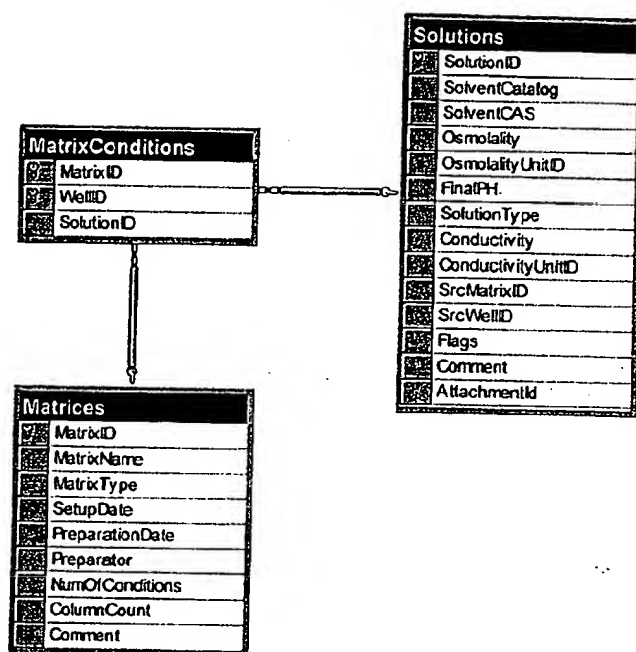 Solutions
SolutionID
SolventCatalog
SolventCAS
Osmolality
OsmolalityUnitID
FinalPH.
SolutionType
Conductivity
ConductivityUnitID
SrcMatrixID
SrcWellID
Flags
Comment
AttachmentId
MatrixConditions
MatrixID
WellID
SolutionID
Matrices
MatrixID
MatrixName
MatrixType
SetupDate
PreparationDate
Preparator
NumOfConditions
ColumnCount
Comment